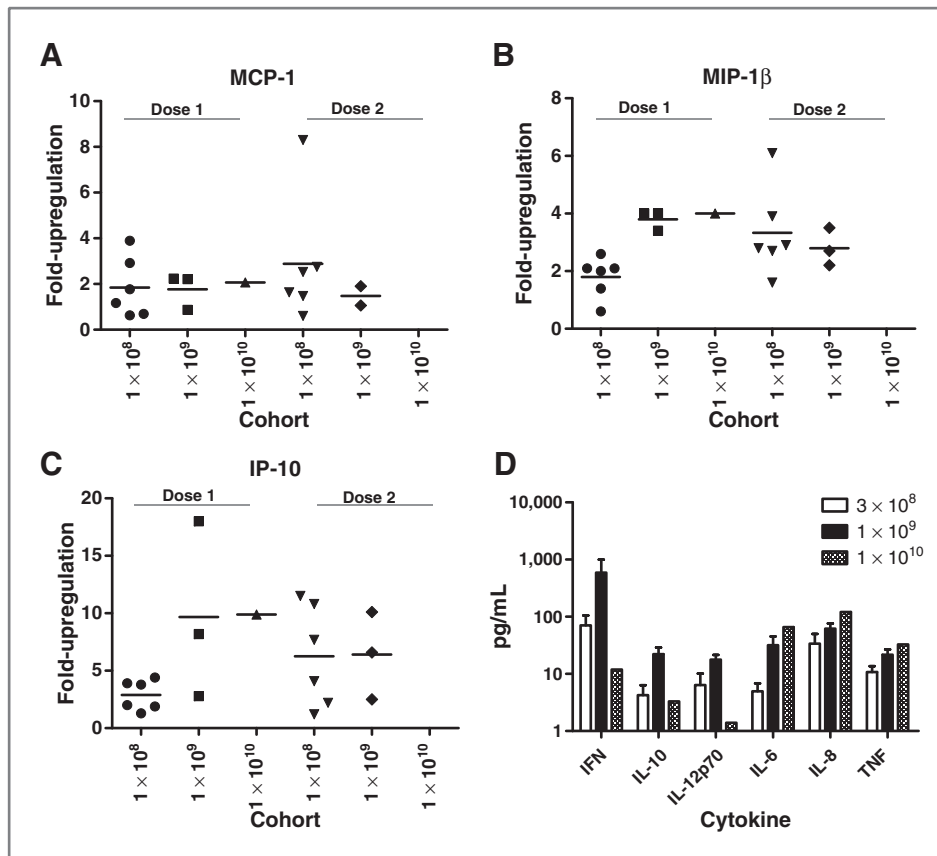 A
MCP-1
Dose 1
Dose 2
Fold-upregulation
10
8
6
4
2
0
1 × 10⁸
1 × 10⁹
1 × 10¹⁰
1 × 10⁸
1 × 10⁹
1 × 10¹⁰
Cohort
B
MIP-1β
Dose 1
Dose 2
Fold-upregulation
8
6
4
2
0
1 × 10⁸
1 × 10⁹
1 × 10¹⁰
1 × 10⁸
1 × 10⁹
1 × 10¹⁰
Cohort
C
IP-10
Dose 1
Dose 2
Fold-upregulation
20
15
10
5
0
1 × 10⁸
1 × 10⁹
1 × 10¹⁰
1 × 10⁸
1 × 10⁹
1 × 10¹⁰
Cohort
D
3 × 10⁸
1 × 10⁹
1 × 10¹⁰
pg/mL
10,000
1,000
100
10
1
IFN
IL-10
IL-12p70
IL-6
IL-8
TNF
Cytokine